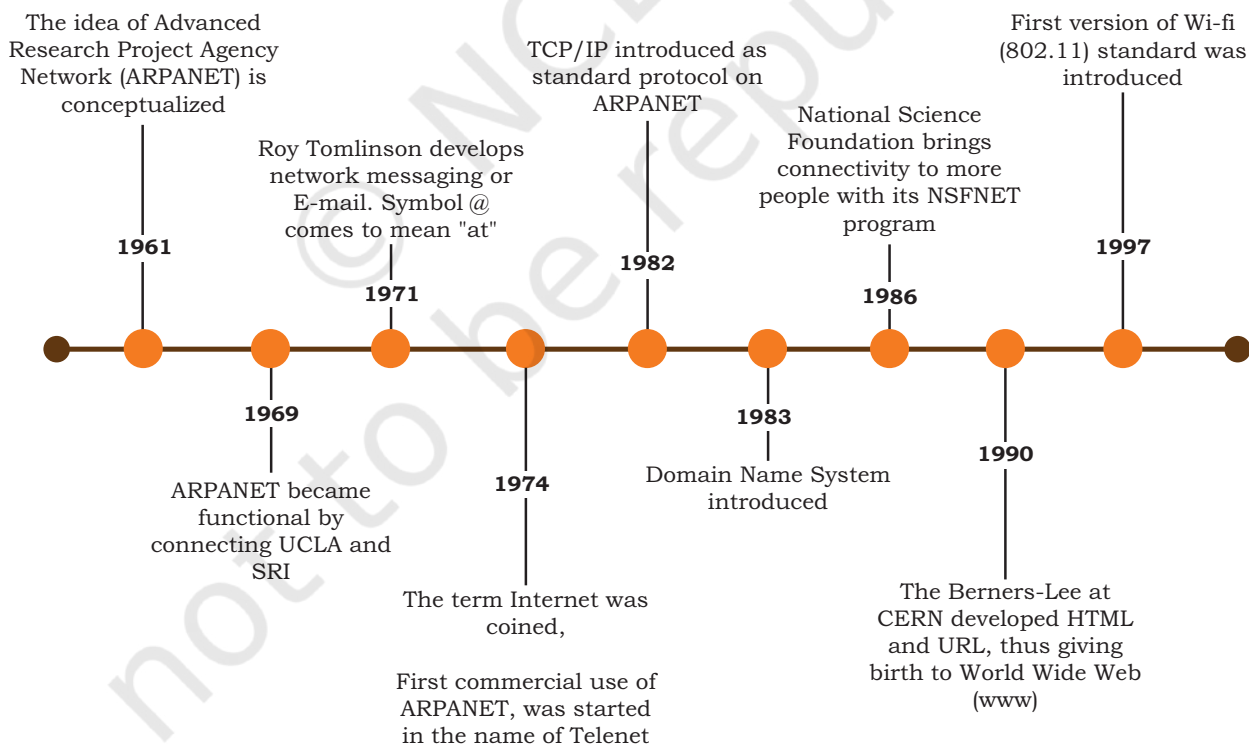 The idea of Advanced
Research Project Agency
Network (ARPANET) is
conceptualized
1961
ARPANET became
functional by
connecting UCLA and
SRI
1969
Roy Tomlinson develops
network messaging or
E-mail. Symbol @
comes to mean "at"
1971
1974
The term Internet was
coined,
First commercial use of
ARPANET, was started
in the name of Telenet
TCP/IP introduced as
standard protocol on
ARPANET
1982
1983
Domain Name System
introduced
National Science
Foundation brings
connectivity to more
people with its NSFNET
program
1986
1990
The Berners-Lee at
CERN developed HTML
and URL, thus giving
birth to World Wide Web
(www)
First version of Wi-fi
(802.11) standard was
introduced
1997
©
not to be